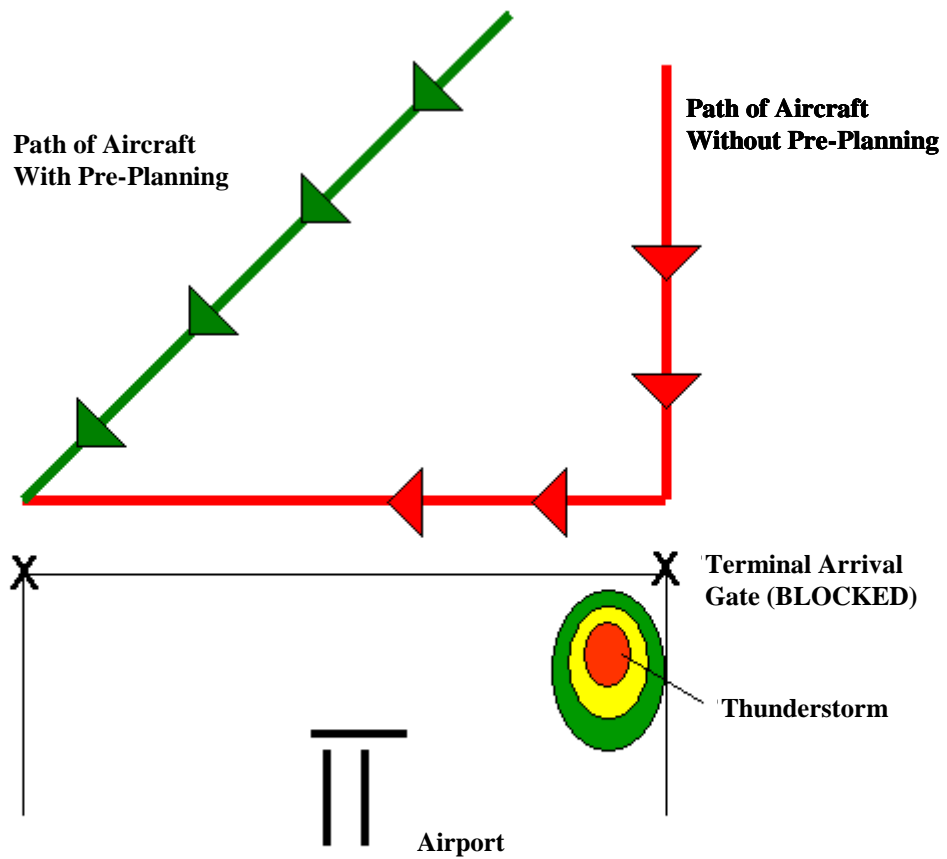 Path of Aircraft
Without Pre-Planning
Path of Aircraft
With Pre-Planning
X
X
Terminal Arrival
Gate (BLOCKED)
Thunderstorm
Airport